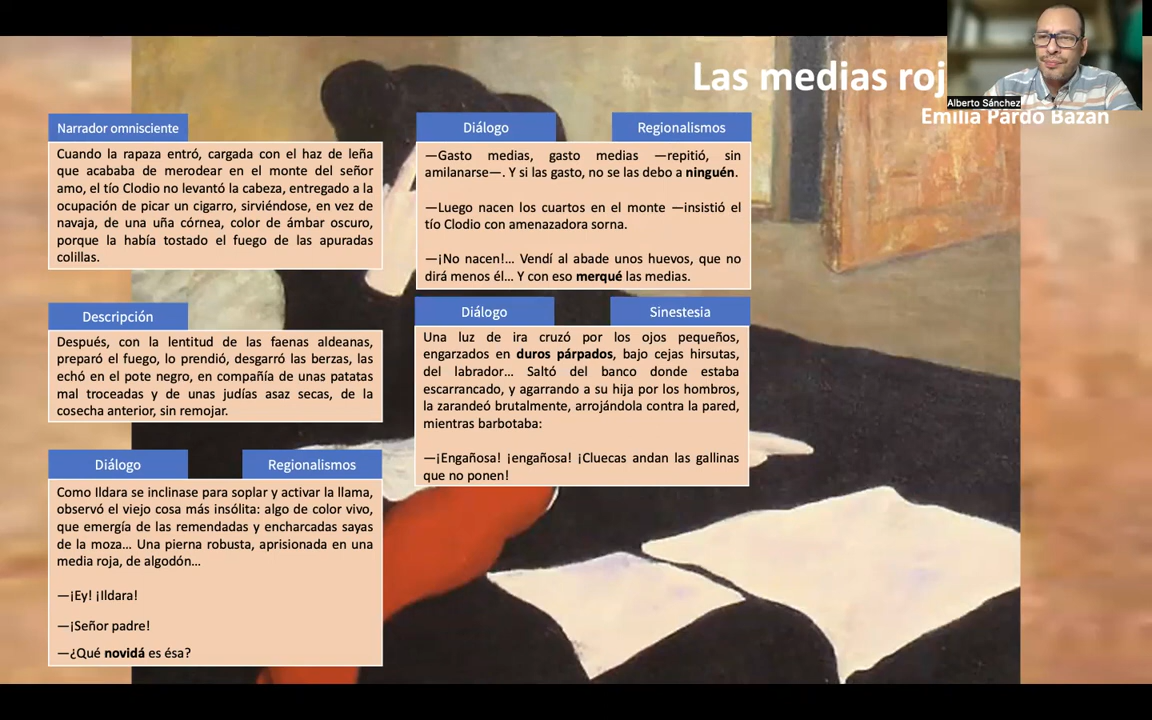 Las medias roj
Alberto Sánchez
Emilia Pardo Bazán
Narrador omnisciente
Cuando la rapaza entró, cargada con el haz de leña
que acababa de merodear en el monte del señor
amo, el tío Clodio no levantó la cabeza, entregado a la
ocupación de picar un cigarro, sirviéndose, en vez de
navaja, de una uña córnea, color de ámbar oscuro,
porque la había tostado el fuego de las apuradas
colillas.
Descripción
Después, con la lentitud de las faenas aldeanas,
preparó el fuego, lo prendió, desgarró las berzas, las
echó en el pote negro, en compañía de unas patatas
mal troceadas y de unas judías asaz secas, de la
cosecha anterior, sin remojar.
Diálogo
Regionalismos
Como Ildara se inclinase para soplar y activar la llama,
observó el viejo cosa más insólita: algo de color vivo,
que emergía de las remendadas y encharcadas sayas
de la moza... Una pierna robusta, aprisionada en una
media roja, de algodón...
—¡Ey! ¡Ildara!
—¡Señor padre!
—¿Qué novidá es ésa?
Diálogo
Regionalismos
—Gasto medias, gasto medias —repitió, sin
amilanarse—. Y si las gasto, no se las debo a ninguén.
—Luego nacen los cuartos en el monte —insistió el
tío Clodio con amenazadora sorna.
—¡No nacen!... Vendí al abade unos huevos, que no
dirá menos él... Y con eso merqué las medias.
Diálogo
Sinestesia
Una luz de ira cruzó por los ojos pequeños,
engarzados en duros párpados, bajo cejas hirsutas,
del labrador... Saltó del banco donde estaba
escarrancado, y agarrando a su hija por los hombros,
la zarandeó brutalmente, arrojándola contra la pared,
mientras barbotaba:
—¡Engañosa! ¡engañosa! ¡Cluecas andan las gallinas
que no ponen!